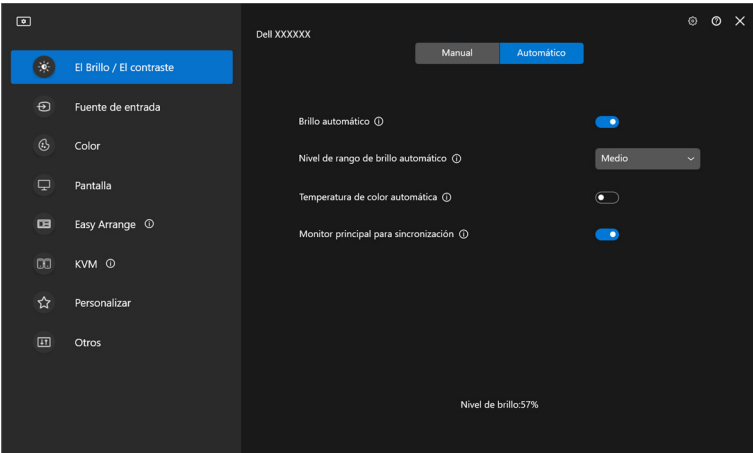 Dell XXXXXX
Manual
Automático
El Brillo / El contraste
Fuente de entrada
Color
Pantalla
Easy Arrange
KVM
Personalizar
Otros
Brillo automático
Nivel de rango de brillo automático
Medio
Temperatura de color automática
Monitor principal para sincronización
Nivel de brillo:57%